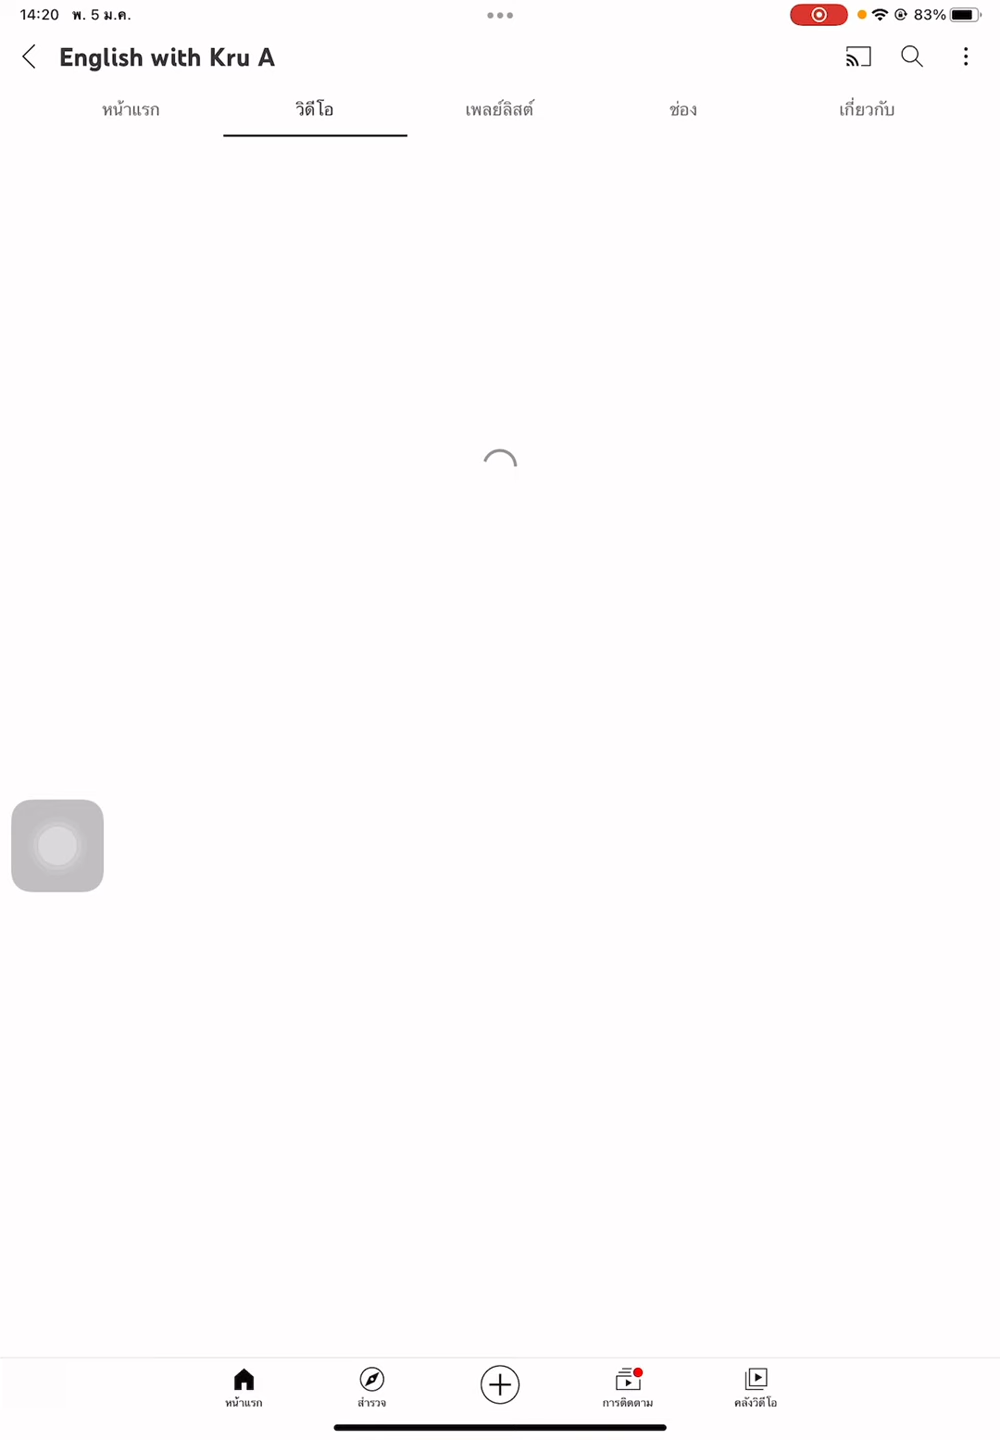 14:20 พ. 5 ม.ค. 83%
English with Kru A
หน้าแรก วิดีโอ เพลย์ลิสต์ ช่อง เกี่ยวกับ
หน้าแรก สำรวจ การติดตาม คลังวิดีโอ